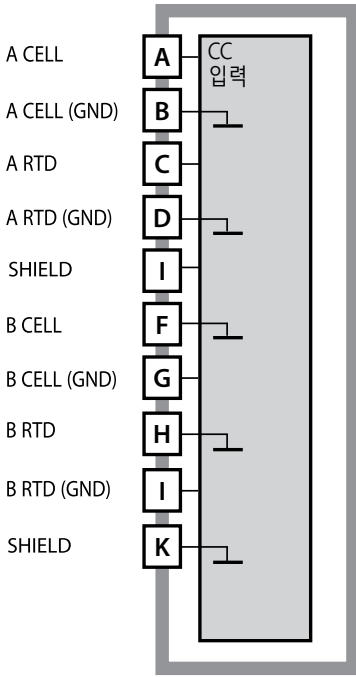 CC
입력
A CELL A
A CELL (GND) B
A RTD C
A RTD (GND) D
SHIELD I
B CELL F
B CELL (GND) G
B RTD H
B RTD (GND) I
SHIELD K